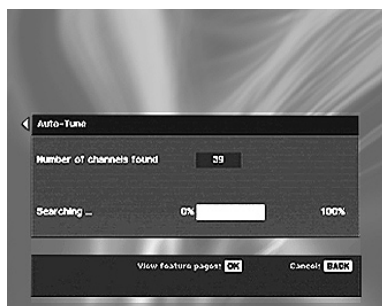 Auto-Tune
Number of channels found 39
Searching ... 0% 100%
View feature pages: OK Cancel: BACK